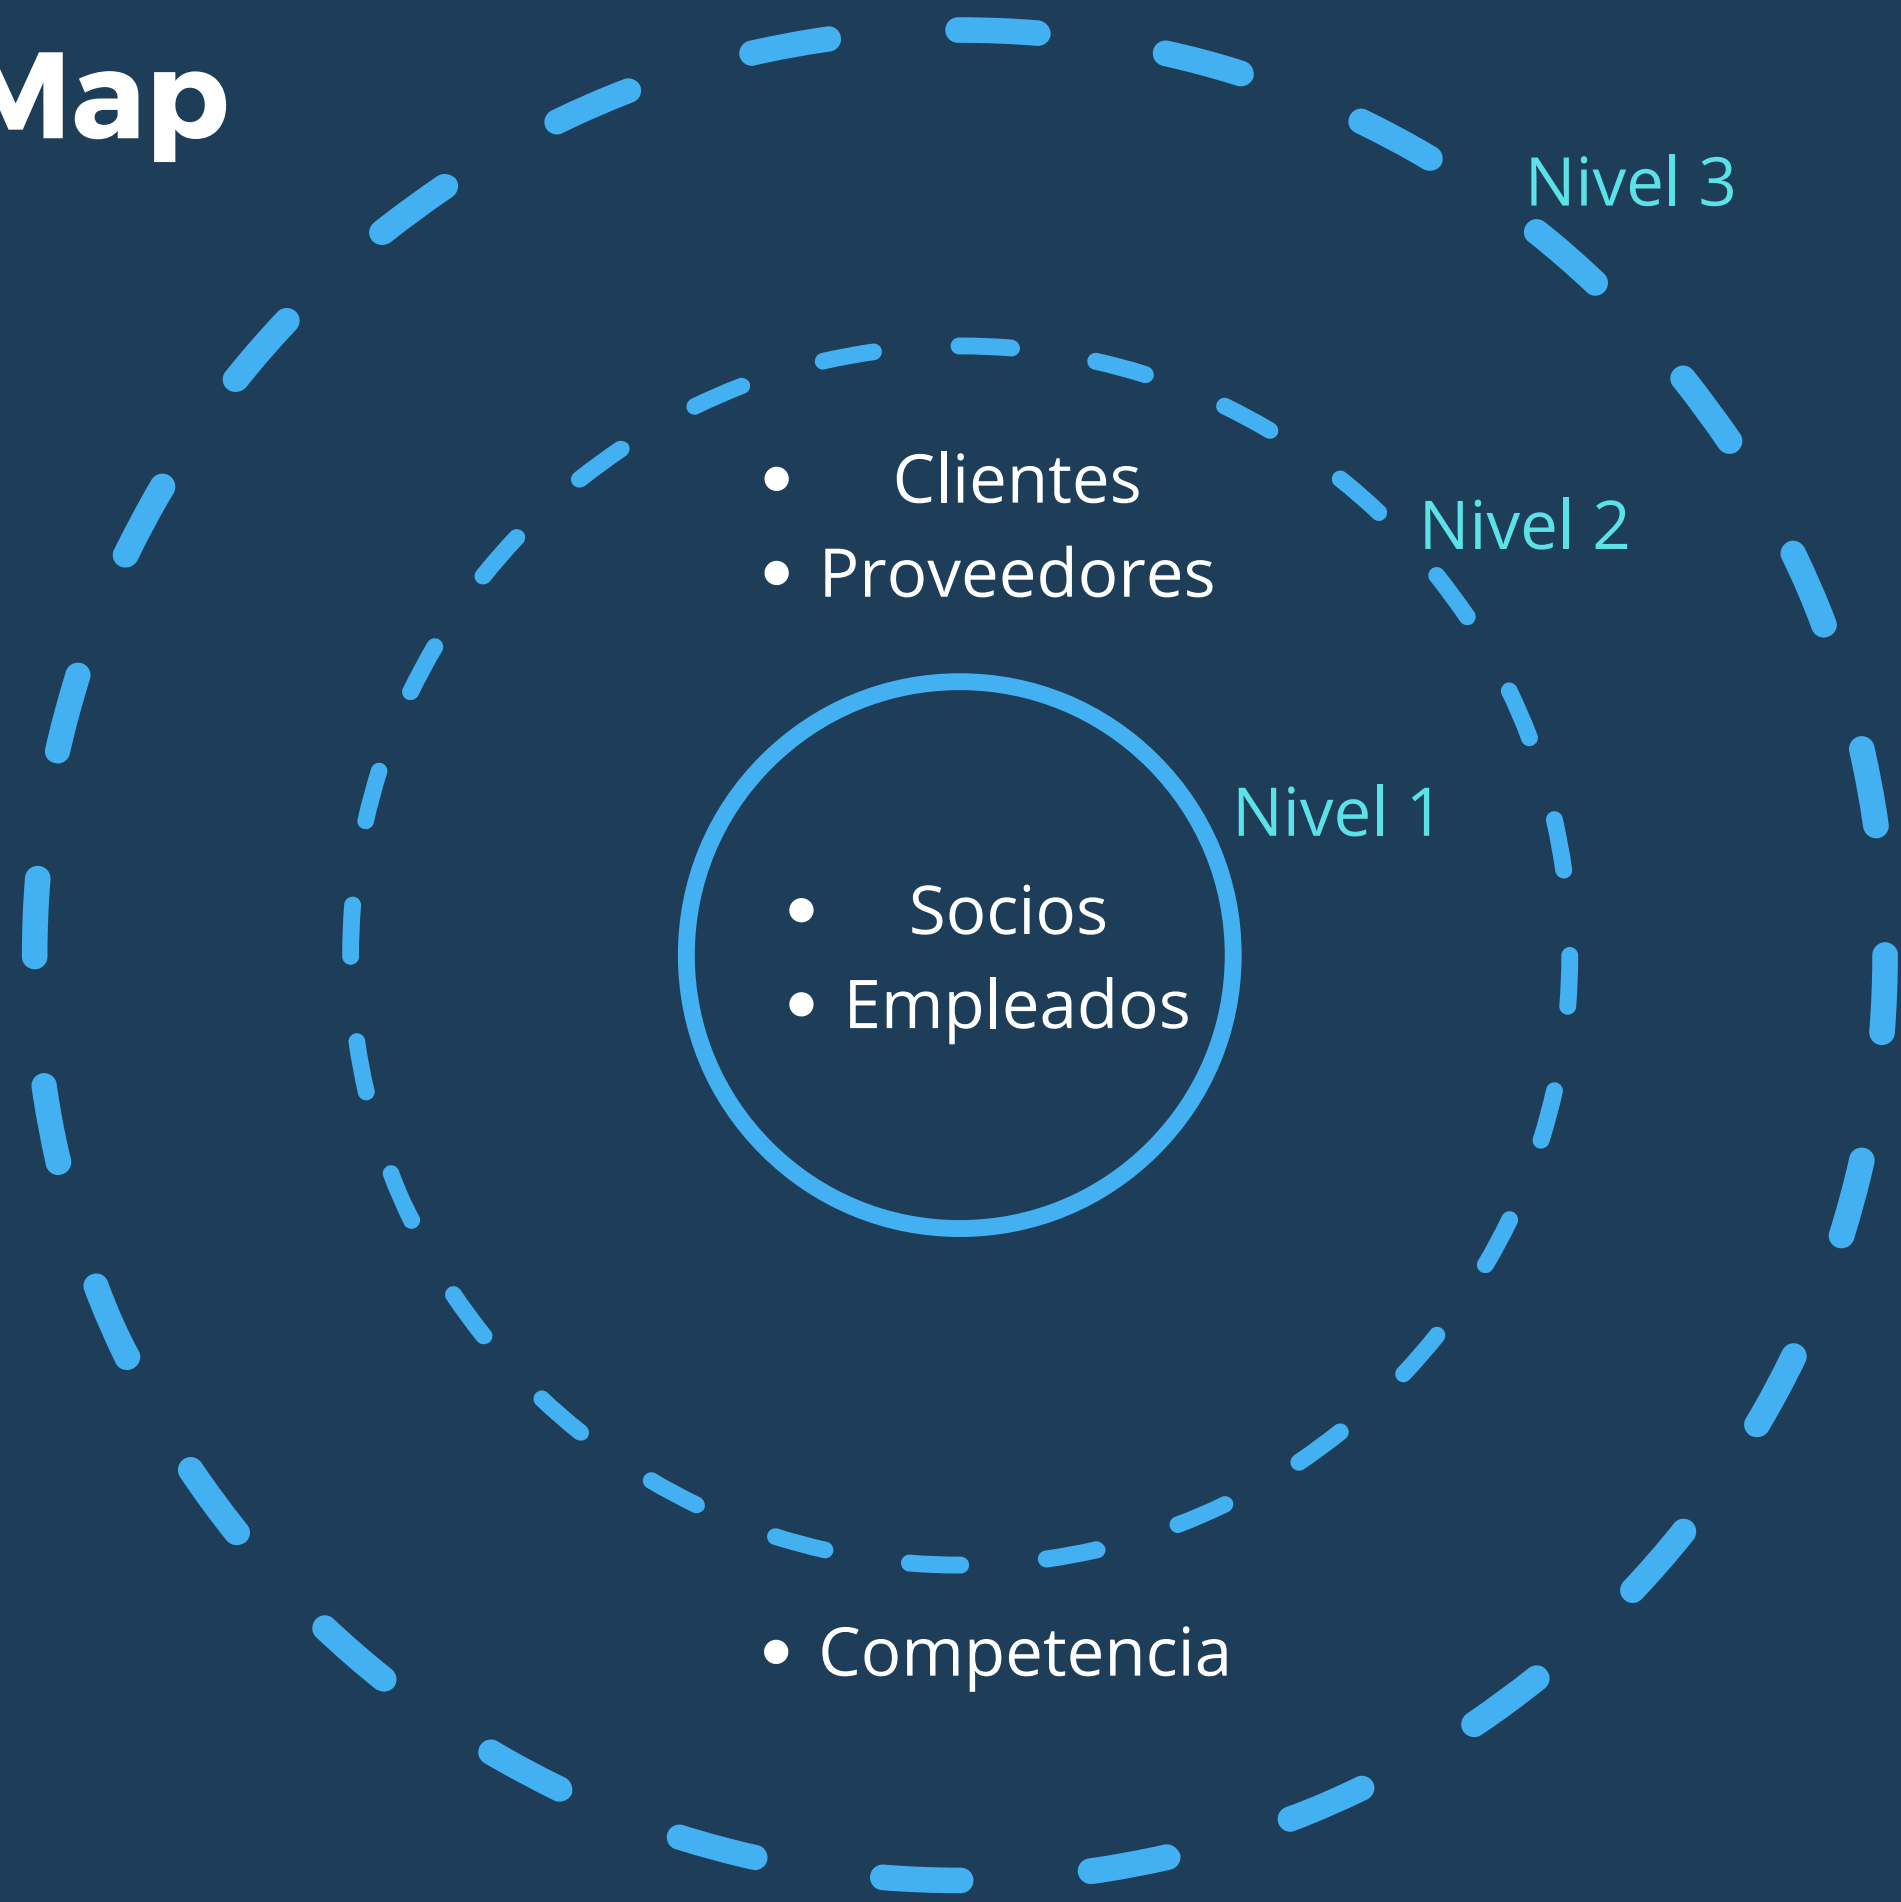 Map
Nivel 3
• Clientes
Nivel 2
• Proveedores
Nivel 1
• Socios
• Empleados
• Competencia